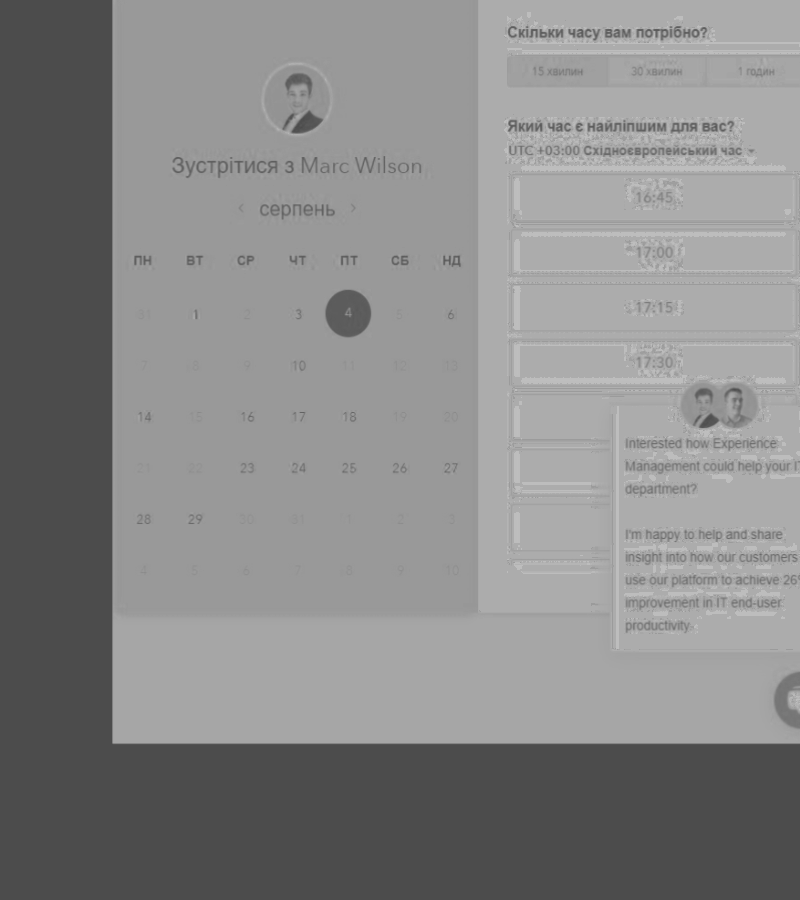 Зустрітися з Marc Wilson
< серпень >
ПН ВТ СР ЧТ ПТ СБ НД
31 1 2 3 4 5 6
7 8 9 10 11 12 13
14 15 16 17 18 19 20
21 22 23 24 25 26 27
28 29 30 31 1 2 3
4 5 6 7 8 9 10
Скільки часу вам потрібно?
15 хвилин 30 хвилин 1 годин
Який час є найліпшим для вас?
UTC +03:00 Східноєвропейський час
16:45
17:00
17:15
17:30
Interested how Experience
Management could help your IT
department?
I'm happy to help and share
insight into how our customers
use our platform to achieve 26%
improvement in IT end-user
productivity.